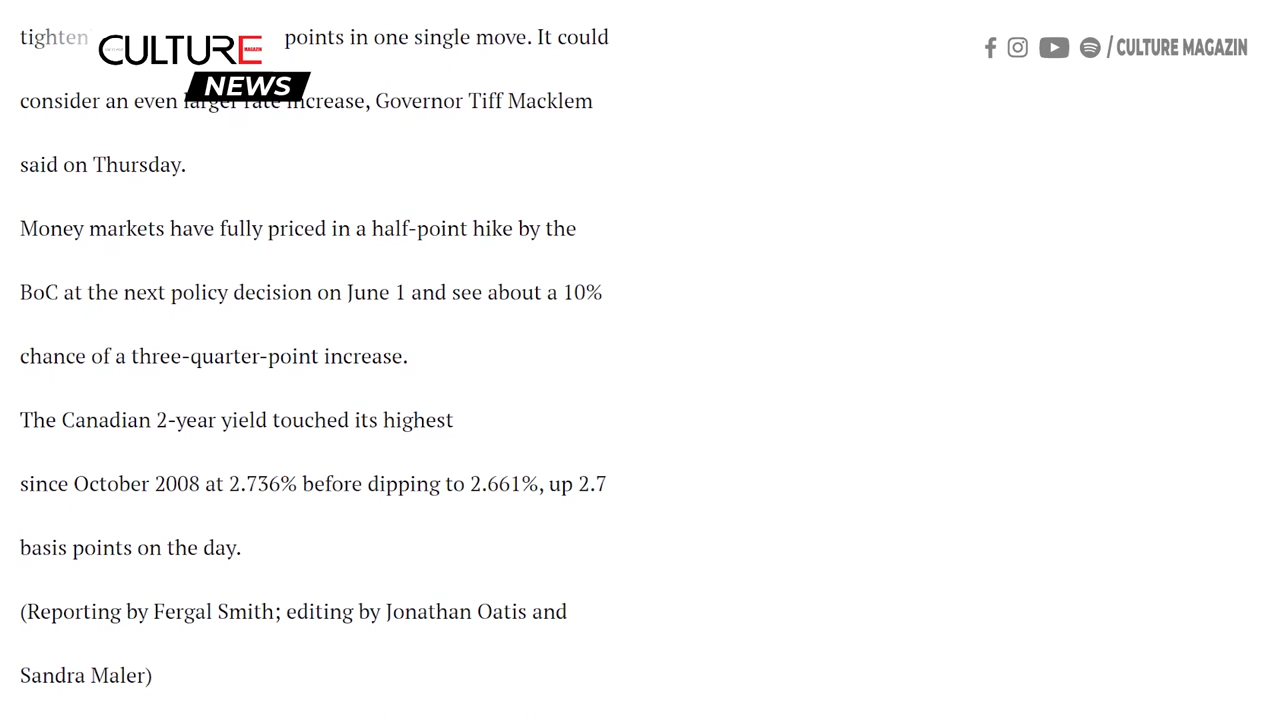 tighten points in one single move. It could
CULTURE
MAGAZIN
NEWS
/ CULTURE MAGAZIN
consider an even larger rate increase, Governor Tiff Macklem
said on Thursday.
Money markets have fully priced in a half-point hike by the
BoC at the next policy decision on June 1 and see about a 10%
chance of a three-quarter-point increase.
The Canadian 2-year yield touched its highest
since October 2008 at 2.736% before dipping to 2.661%, up 2.7
basis points on the day.
(Reporting by Fergal Smith; editing by Jonathan Oatis and
Sandra Maler)